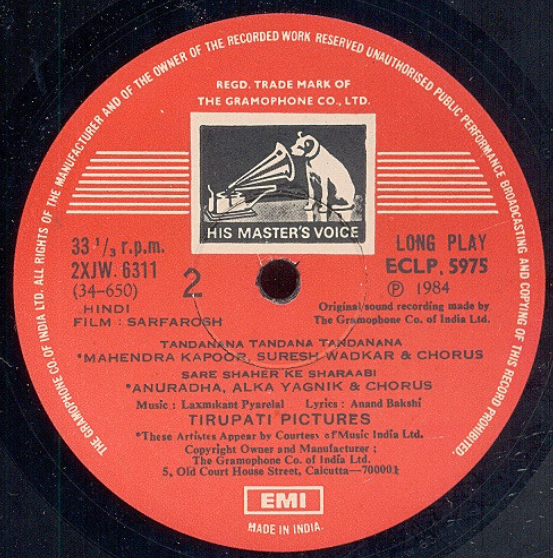 THE GRAMOPHONE CO. OF INDIA LTD. ALL RIGHTS OF THE MANUFACTURER AND OF THE OWNER OF THE RECORDED WORK RESERVED UNAUTHORISED PUBLIC PERFORMANCE BROADCASTING AND COPYING OF THIS RECORD PROHIBITED.
REGD. TRADE MARK OF
THE GRAMOPHONE CO., LTD.
HIS MASTER'S VOICE
33 1/3 r.p.m.
2XJW. 6311
(34-650)
2
HINDI
FILM : SARFAROSH
LONG PLAY
ECLP. 5975
Ⓟ 1984
Original sound recording made by
The Gramophone Co. of India Ltd.
TANDANANA TANDANA TANDANANA
*MAHENDRA KAPOOR, SURESH WADKAR & CHORUS
SARE SHAHER KE SHARAABI
*ANURADHA, ALKA YAGNIK & CHORUS
Music : Laxmikant Pyarelal Lyrics : Anand Bakshi
TIRUPATI PICTURES
*These Artistes Appear by Courtesy of Music India Ltd.
Copyright Owner and Manufacturer ;
The Gramophone Co. of India Ltd.
5, Old Court House Street, Calcutta—700001
EMI
MADE IN INDIA.